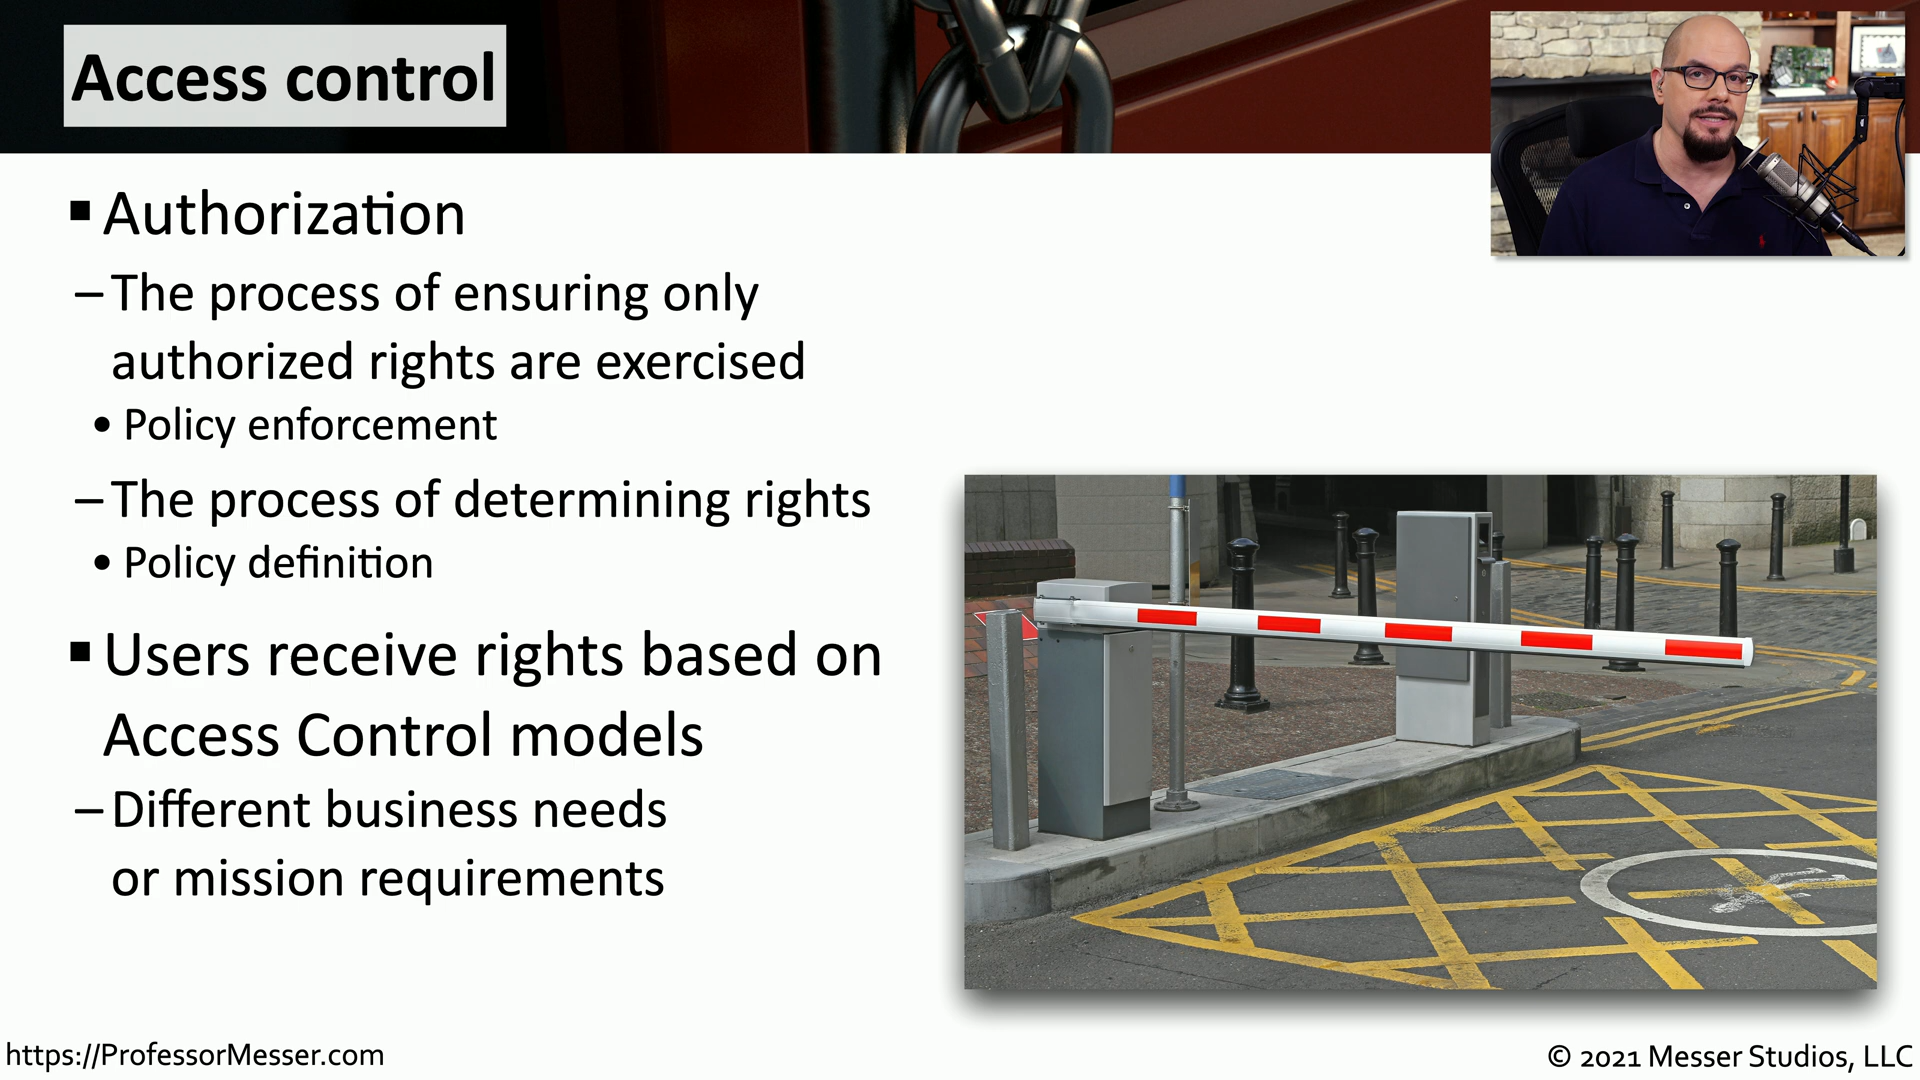 Access control
▪ Authorization
– The process of ensuring only
authorized rights are exercised
• Policy enforcement
– The process of determining rights
• Policy definition
▪ Users receive rights based on
Access Control models
– Different business needs
or mission requirements
https://ProfessorMesser.com
© 2021 Messer Studios, LLC